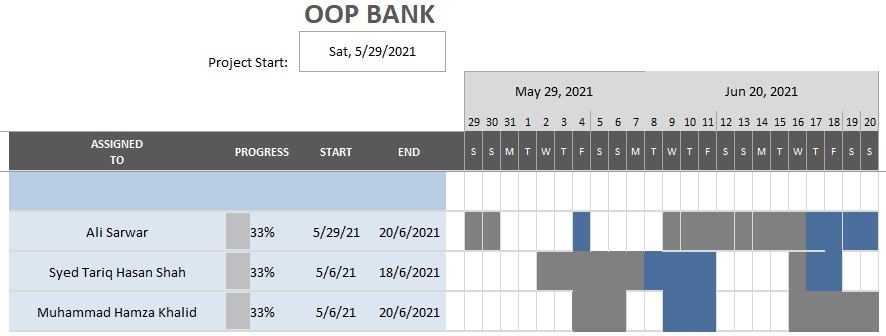 OOP BANK
Project Start: Sat, 5/29/2021
May 29, 2021 Jun 20, 2021
29 30 31 1 2 3 4 5 6 7 8 9 10 11 12 13 14 15 16 17 18 19 20
ASSIGNED
TO PROGRESS START END S S M T W T F S S M T W T F S S M T W T F S S
Ali Sarwar 33% 5/29/21 20/6/2021
Syed Tariq Hasan Shah 33% 5/6/21 18/6/2021
Muhammad Hamza Khalid 33% 5/6/21 20/6/2021